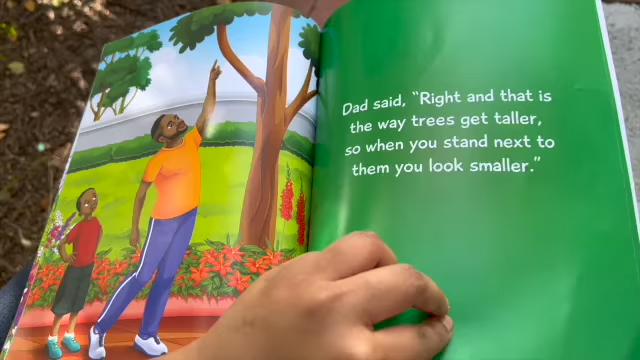 Dad said, “Right and that is
the way trees get taller,
so when you stand next to
them you look smaller.”